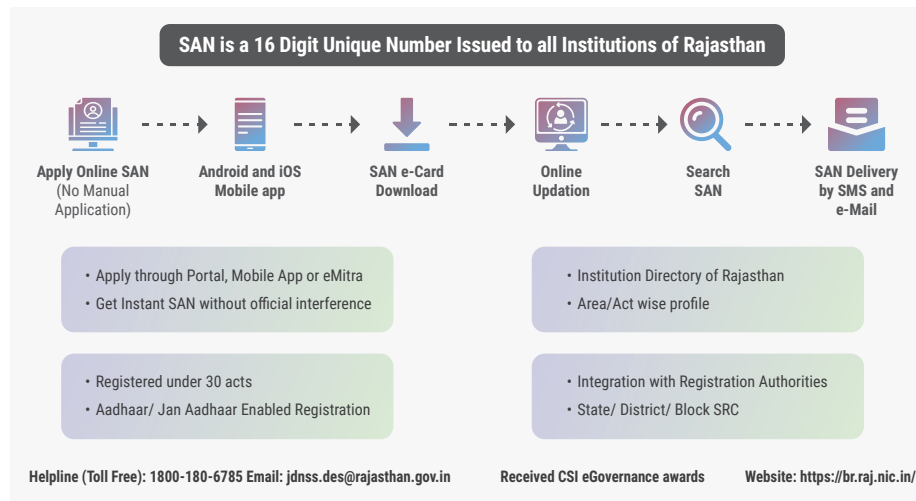 SAN is a 16 Digit Unique Number Issued to all Institutions of Rajasthan
Apply Online SAN
(No Manual
Application)
Android and iOS
Mobile app
SAN e-Card
Download
Online
Updation
Search
SAN
SAN Delivery
by SMS and
e-Mail
• Apply through Portal, Mobile App or eMitra
• Get Instant SAN without official interference
• Institution Directory of Rajasthan
• Area/Act wise profile
• Registered under 30 acts
• Aadhaar/ Jan Aadhaar Enabled Registration
• Integration with Registration Authorities
• State/ District/ Block SRC
Helpline (Toll Free): 1800-180-6785 Email: jdnss.des@rajasthan.gov.in
Received CSI eGovernance awards
Website: https://br.raj.nic.in/